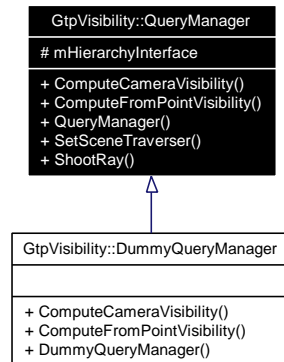 GtpVisibility::QueryManager
# mHierarchyInterface
+ ComputeCameraVisibility()
+ ComputeFromPointVisibility()
+ QueryManager()
+ SetSceneTraverser()
+ ShootRay()
GtpVisibility::DummyQueryManager
+ ComputeCameraVisibility()
+ ComputeFromPointVisibility()
+ DummyQueryManager()